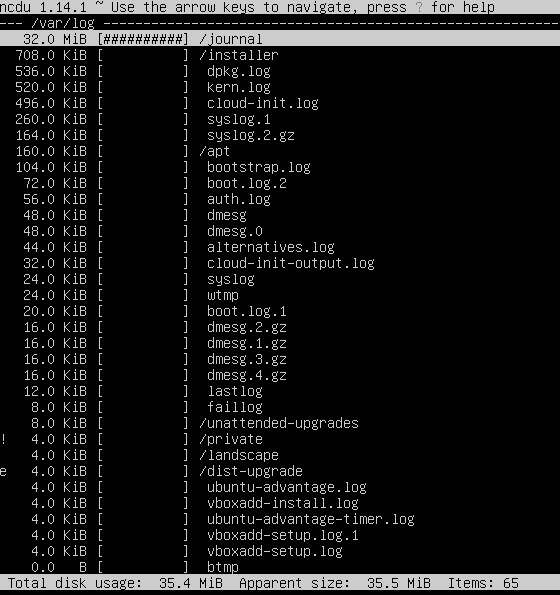 ncdu 1.14.1 ~ Use the arrow keys to navigate, press ? for help
--- /var/log ---------------------------------------------------------
   32.0 MiB [##########] /journal
  708.0 KiB [          ] /installer
  536.0 KiB [          ]  dpkg.log
  520.0 KiB [          ]  kern.log
  496.0 KiB [          ]  cloud-init.log
  260.0 KiB [          ]  syslog.1
  164.0 KiB [          ]  syslog.2.gz
  160.0 KiB [          ] /apt
  104.0 KiB [          ]  bootstrap.log
   72.0 KiB [          ]  boot.log.2
   56.0 KiB [          ]  auth.log
   48.0 KiB [          ]  dmesg
   48.0 KiB [          ]  dmesg.0
   44.0 KiB [          ]  alternatives.log
   32.0 KiB [          ]  cloud-init-output.log
   24.0 KiB [          ]  syslog
   24.0 KiB [          ]  wtmp
   20.0 KiB [          ]  boot.log.1
   16.0 KiB [          ]  dmesg.2.gz
   16.0 KiB [          ]  dmesg.1.gz
   16.0 KiB [          ]  dmesg.3.gz
   16.0 KiB [          ]  dmesg.4.gz
   12.0 KiB [          ]  lastlog
    8.0 KiB [          ]  faillog
    8.0 KiB [          ] /unattended-upgrades
!   4.0 KiB [          ] /private
    4.0 KiB [          ] /landscape
e   4.0 KiB [          ] /dist-upgrade
    4.0 KiB [          ]  ubuntu-advantage.log
    4.0 KiB [          ]  vboxadd-install.log
    4.0 KiB [          ]  ubuntu-advantage-timer.log
    4.0 KiB [          ]  vboxadd-setup.log.1
    4.0 KiB [          ]  vboxadd-setup.log
    0.0   B [          ]  btmp
Total disk usage:  35.4 MiB  Apparent size:  35.5 MiB  Items: 65